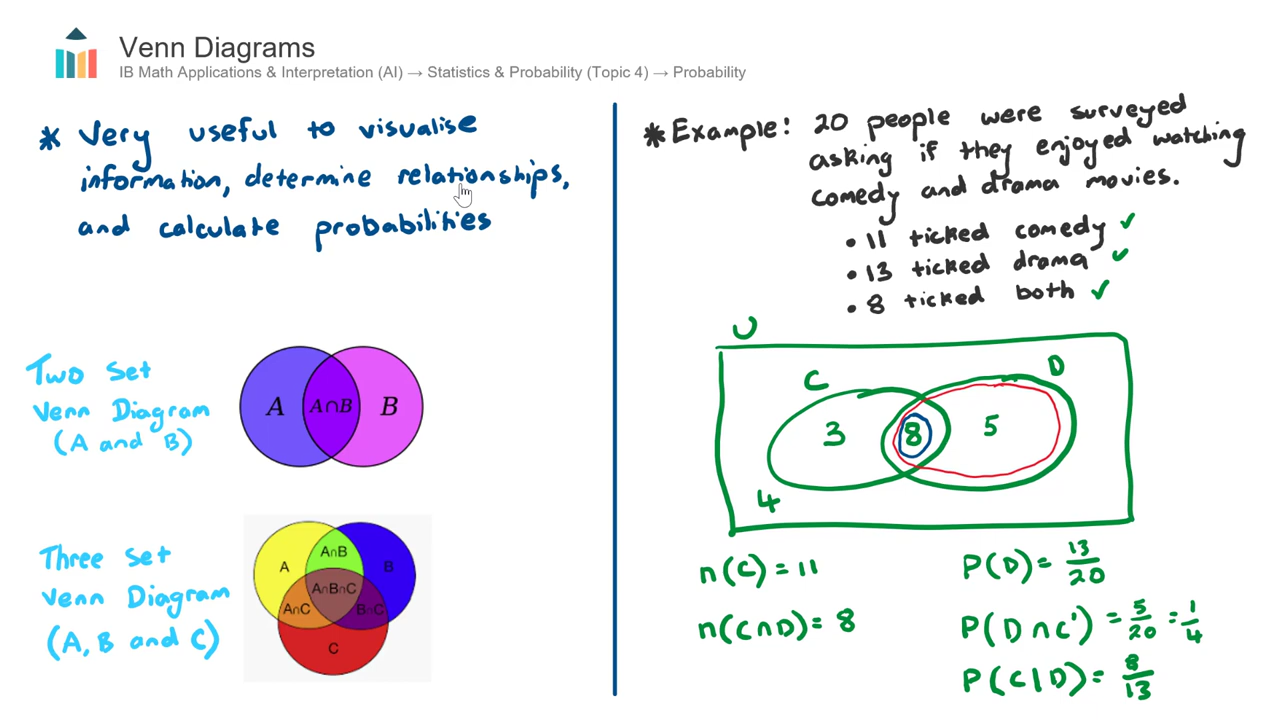 Venn Diagrams
IB Math Applications & Interpretation (AI) → Statistics & Probability (Topic 4) → Probability
* Very useful to visualise
information, determine relationships,
and calculate probabilities
Two Set
Venn Diagram
(A and B)
A A∩B B
Three Set
Venn Diagram
(A, B and C)
A∩B
A B
A∩B∩C
A∩C B∩C
C
* Example: 20 people were surveyed
asking if they enjoyed watching
comedy and drama movies.
• 11 ticked comedy ✓
• 13 ticked drama ✓
• 8 ticked both ✓
U
C D
3 8 5
4
n(C) = 11
n(C∩D) = 8
P(D) = 13/20
P(D∩C') = 5/20 = 1/4
P(C|D) = 8/13